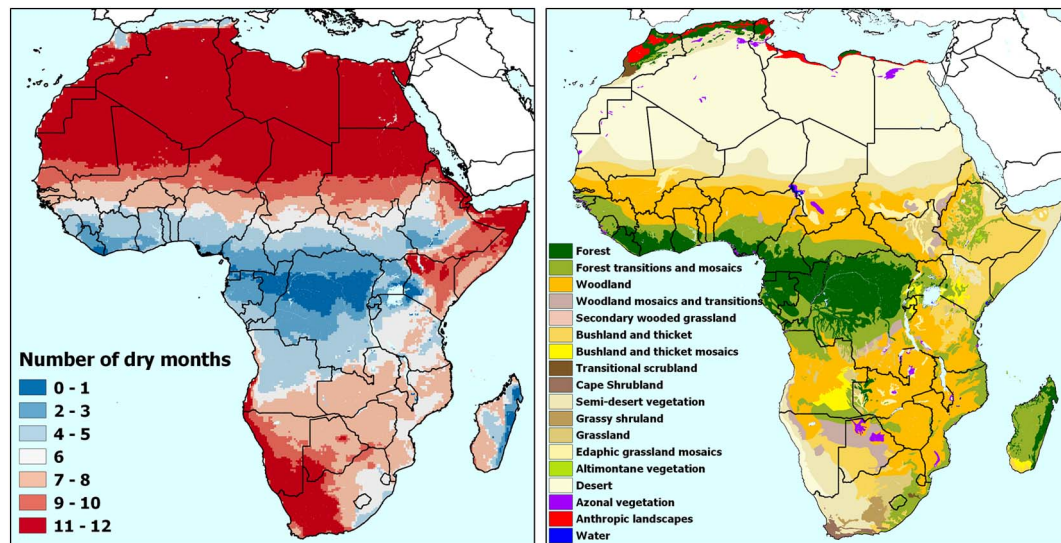 Number of dry months
0 - 1
2 - 3
4 - 5
6
7 - 8
9 - 10
11 - 12
Forest
Forest transitions and mosaics
Woodland
Woodland mosaics and transitions
Secondary wooded grassland
Bushland and thicket
Bushland and thicket mosaics
Transitional scrubland
Cape Shrubland
Semi-desert vegetation
Grassy shruland
Grassland
Edaphic grassland mosaics
Altimontane vegetation
Desert
Azonal vegetation
Anthropic landscapes
Water